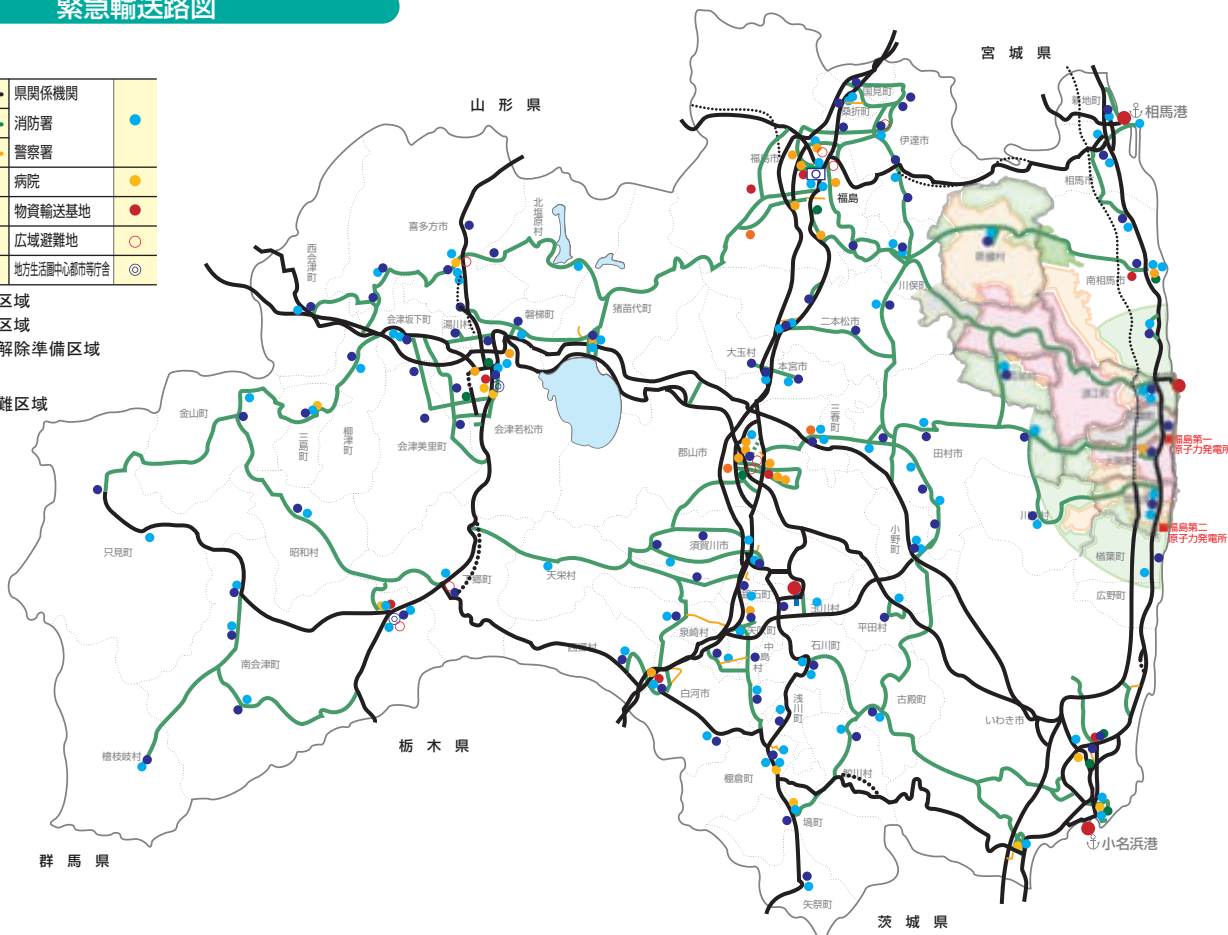 緊急輸送路図
県関係機関
消防署
警察署
病院
物資輸送基地
広域避難地
地方生活圏中心都市等庁舎
区域
区域
解除準備区域
難区域
宮城県
山形県
国見町
桑折町
新地町
相馬港
伊達市
福島市
福島
相馬市
北塩原村
喜多方市
西会津町
飯舘村
川俣町
南相馬市
猪苗代町
磐梯町
会津坂下町
湯川村
二本松市
大玉村
本宮市
浪江町
金山町
三島町
柳津町
会津美里町
会津若松市
三春町
郡山市
田村市
福島第一
原子力発電所
只見町
昭和村
須賀川市
小野町
川内村
福島第二
原子力発電所
楢葉町
天栄村
下郷町
鏡石町
玉川村
広野町
平田村
泉崎村
矢吹町
中島村
石川町
西郷村
南会津町
白河市
浅川町
古殿町
いわき市
檜枝岐村
栃木県
棚倉町
鮫川村
塙町
小名浜港
群馬県
矢祭町
茨城県